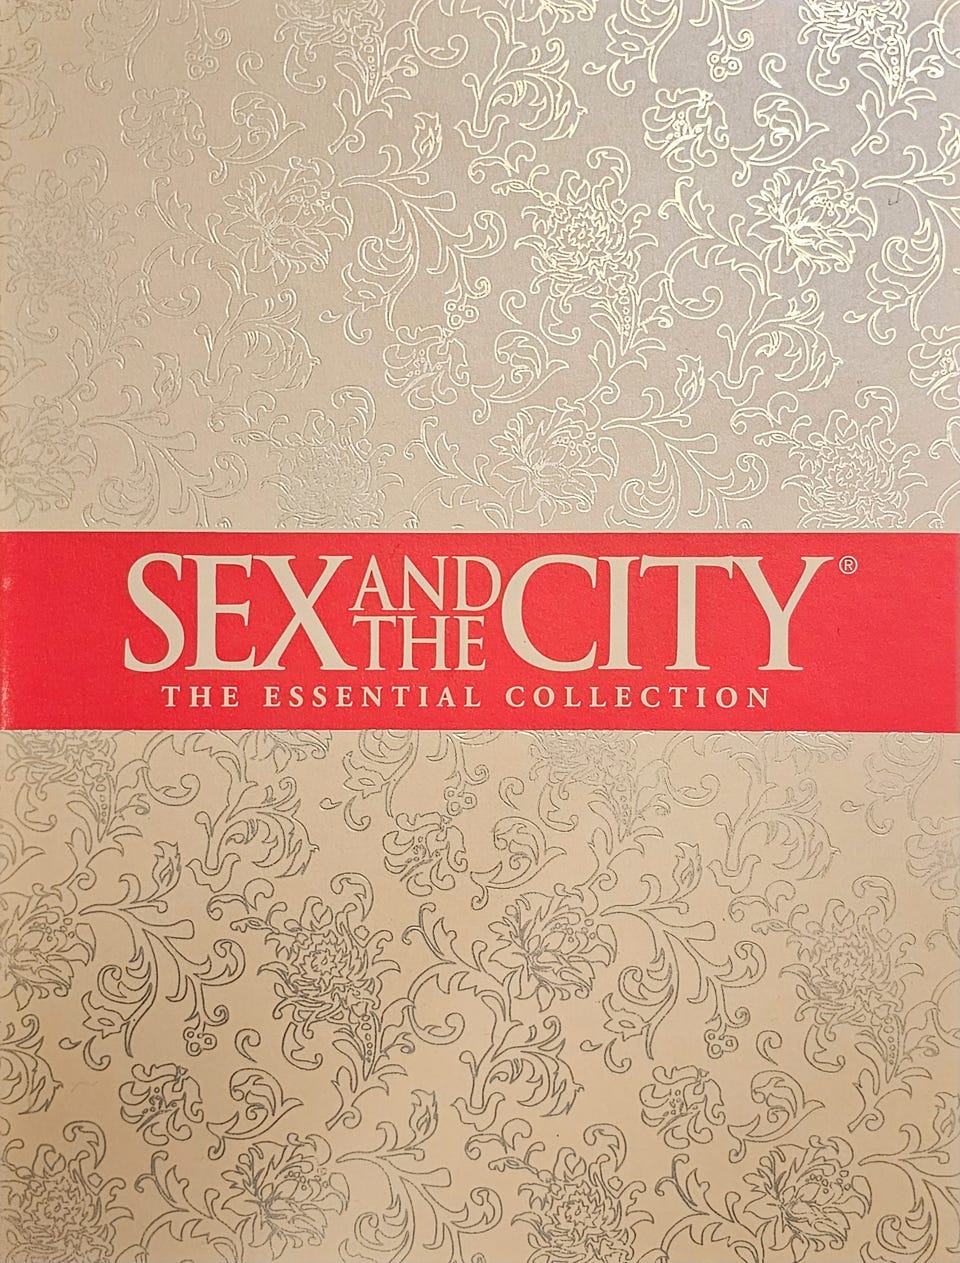 SEX AND THE CITY®
THE ESSENTIAL COLLECTION